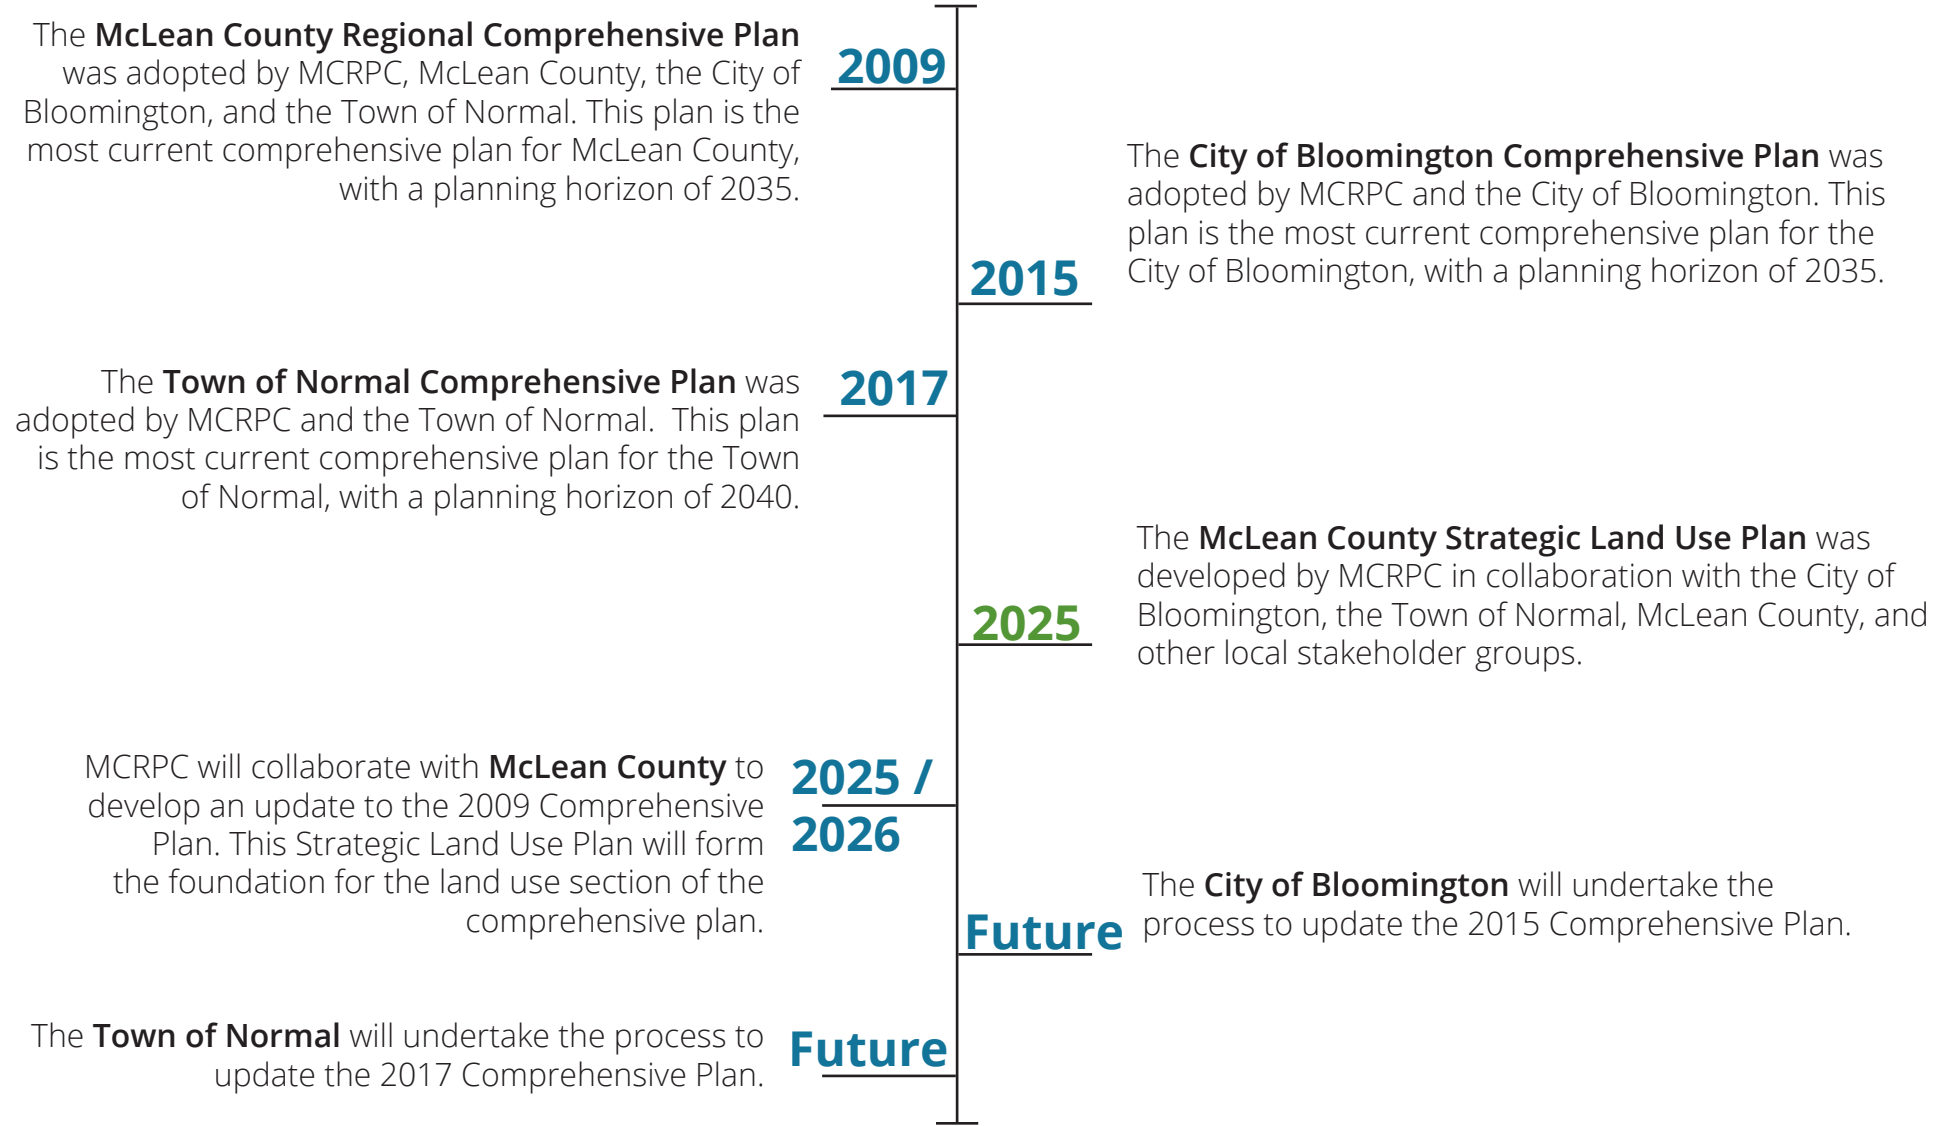 The McLean County Regional Comprehensive Plan
was adopted by MCRPC, McLean County, the City of
Bloomington, and the Town of Normal. This plan is the
most current comprehensive plan for McLean County,
with a planning horizon of 2035.
2009
The City of Bloomington Comprehensive Plan was
adopted by MCRPC and the City of Bloomington. This
plan is the most current comprehensive plan for the
City of Bloomington, with a planning horizon of 2035.
2015
The Town of Normal Comprehensive Plan was
adopted by MCRPC and the Town of Normal.  This plan
is the most current comprehensive plan for the Town
of Normal, with a planning horizon of 2040.
2017
The McLean County Strategic Land Use Plan was
developed by MCRPC in collaboration with the City of
Bloomington, the Town of Normal, McLean County, and
other local stakeholder groups.
2025
MCRPC will collaborate with McLean County to
develop an update to the 2009 Comprehensive
Plan. This Strategic Land Use Plan will form
the foundation for the land use section of the
comprehensive plan.
2025 /
2026
The City of Bloomington will undertake the
process to update the 2015 Comprehensive Plan.
Future
The Town of Normal will undertake the process to
update the 2017 Comprehensive Plan.
Future